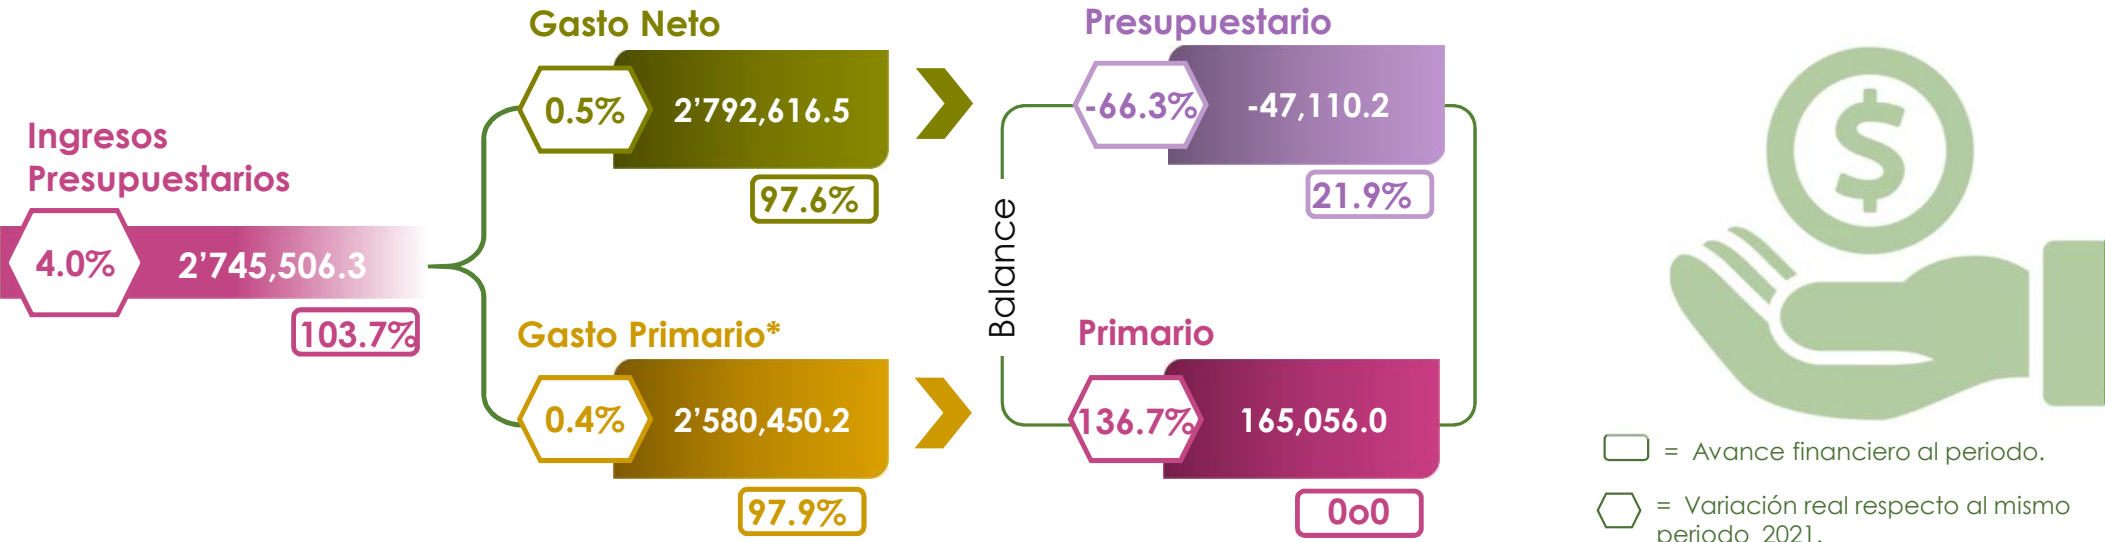 Ingresos
Presupuestarios
4.0%
2’745,506.3
103.7%
Gasto Neto
0.5%
2’792,616.5
97.6%
Gasto Primario*
0.4%
2’580,450.2
97.9%
Balance
Presupuestario
-66.3%
-47,110.2
21.9%
Primario
136.7%
165,056.0
0o0
$
= Avance financiero al periodo.
= Variación real respecto al mismo
periodo 2021.